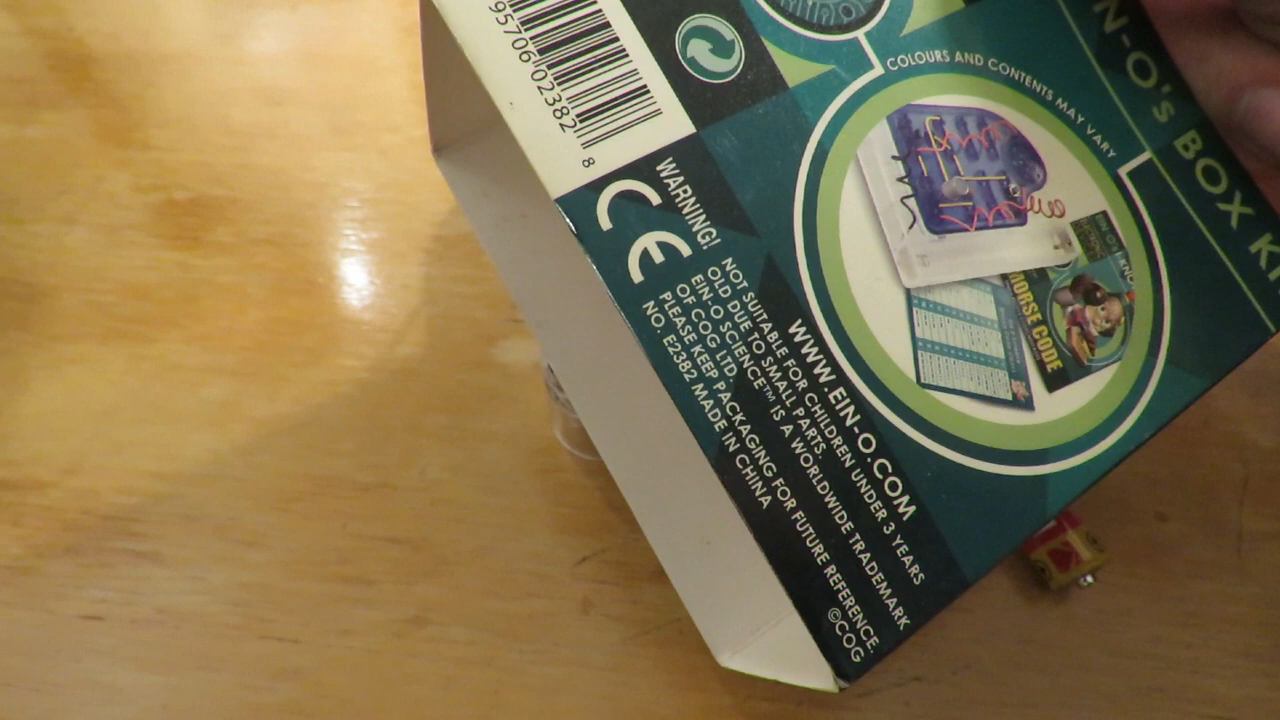 95706 02382 8
COLOURS AND CONTENTS MAY VARY
N-O's BOX KI
MORSE CODE
WARNING!
CE
NOT SUITABLE FOR CHILDREN UNDER 3 YEARS
OLD DUE TO SMALL PARTS.
EIN-O SCIENCE™ IS A WORLDWIDE TRADEMARK
OF COG LTD.
PLEASE KEEP PACKAGING FOR FUTURE REFERENCE.
NO. E2382 MADE IN CHINA
©COG
WWW.EIN-O.COM